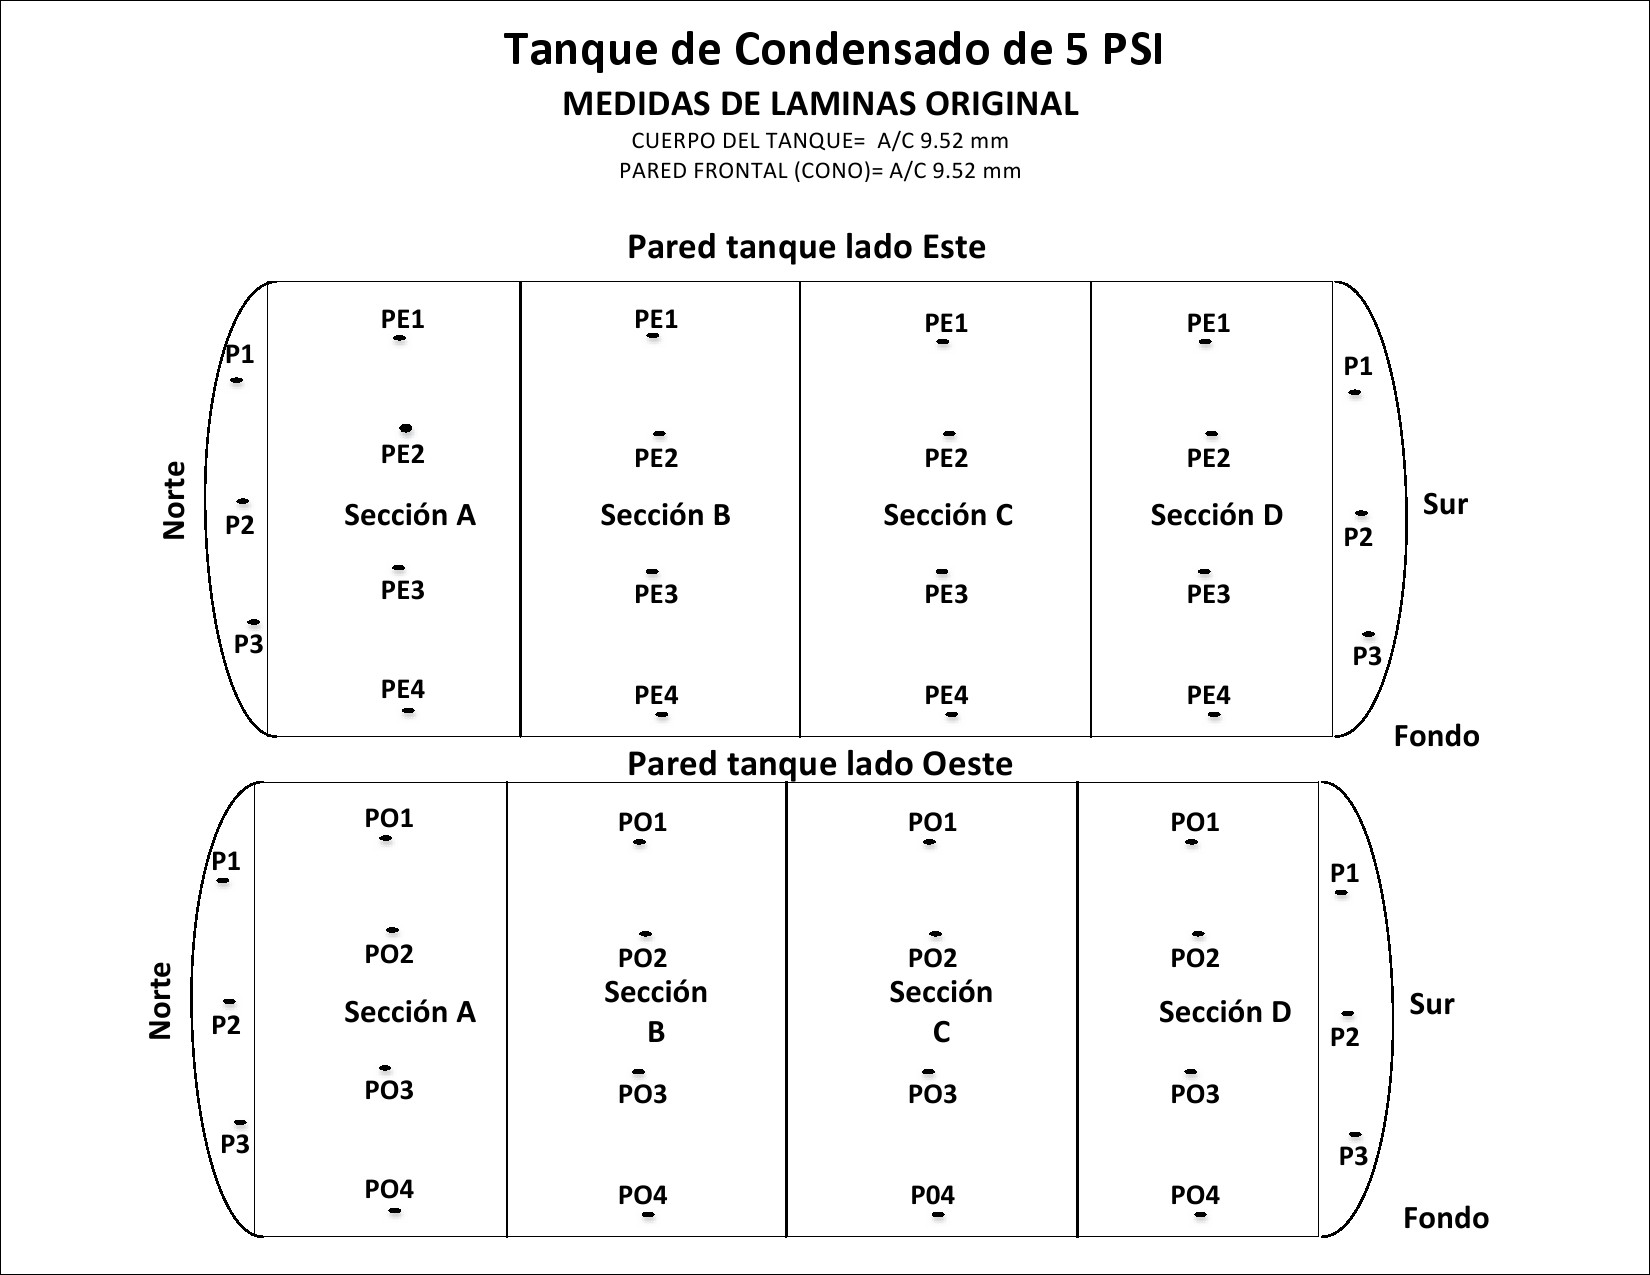 Tanque de Condensado de 5 PSI
MEDIDAS DE LAMINAS ORIGINAL
CUERPO DEL TANQUE=  A/C 9.52 mm
PARED FRONTAL (CONO)= A/C 9.52 mm
Pared tanque lado Este
PE1 PE1 PE1 PE1
P1 P1
PE2 PE2 PE2 PE2
Norte Sección A Sección B Sección C Sección D Sur
P2 P2
PE3 PE3 PE3 PE3
P3 P3
PE4 PE4 PE4 PE4
Fondo
Pared tanque lado Oeste
PO1 PO1 PO1 PO1
P1 P1
PO2 PO2 PO2 PO2
Norte Sección A Sección B Sección C Sección D Sur
P2 P2
PO3 PO3 PO3 PO3
P3 P3
PO4 PO4 P04 PO4
Fondo